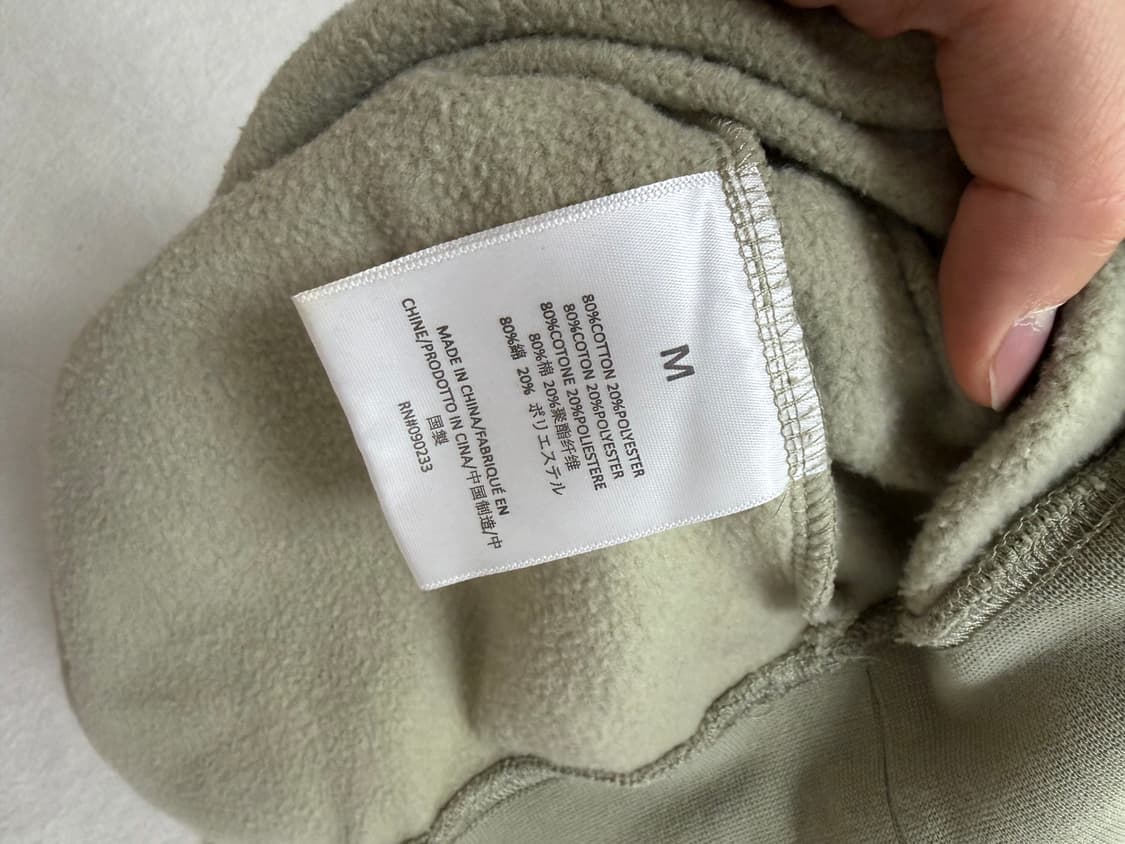 M
80%COTTON 20%POLYESTER
80%COTON 20%POLYESTER
80%COTONE 20%POLIESTERE
80%棉 20%聚酯纤维
80%綿 20% ポリエステル
MADE IN CHINA/FABRIQUÉ EN
CHINE/PRODOTTO IN CINA/中国制造/中
国製
RN#090233